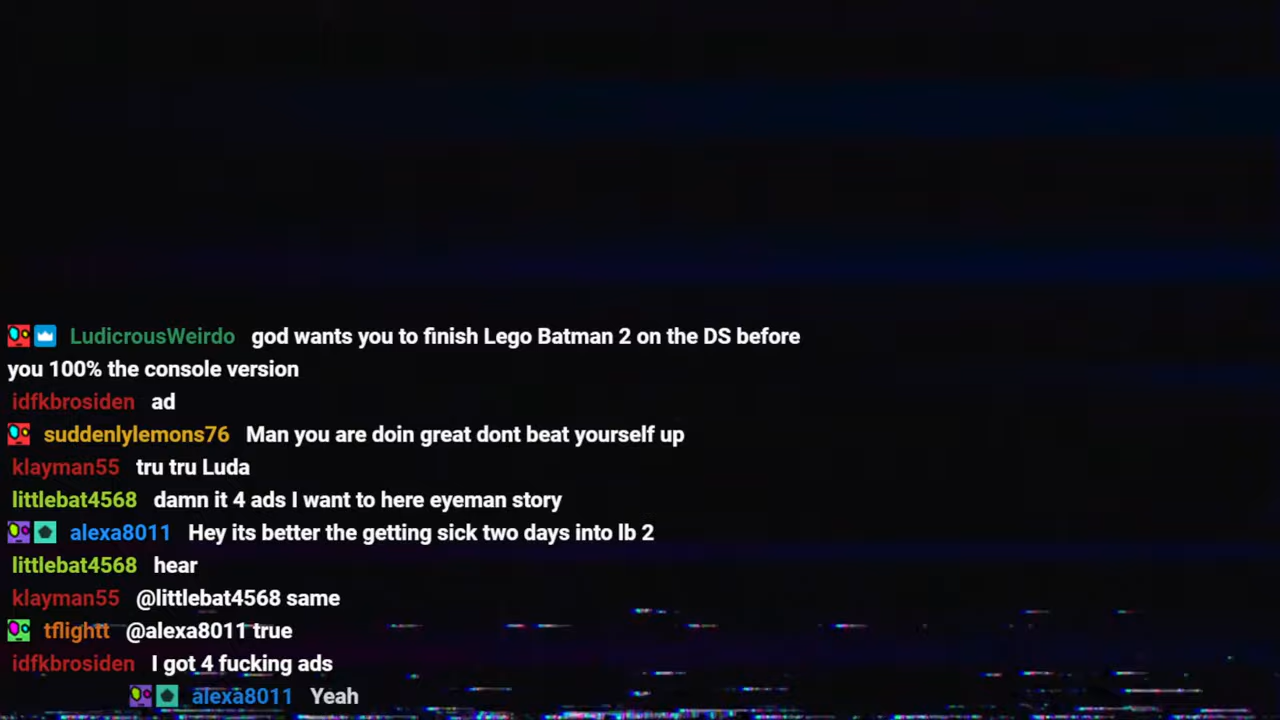 LudicrousWeirdo god wants you to finish Lego Batman 2 on the DS before
you 100% the console version
idfkbrosiden ad
suddenlylemons76 Man you are doin great dont beat yourself up
klayman55 tru tru Luda
littlebat4568 damn it 4 ads I want to here eyeman story
alexa8011 Hey its better the getting sick two days into lb 2
littlebat4568 hear
klayman55 @littlebat4568 same
tflightt @alexa8011 true
idfkbrosiden I got 4 fucking ads
alexa8011 Yeah